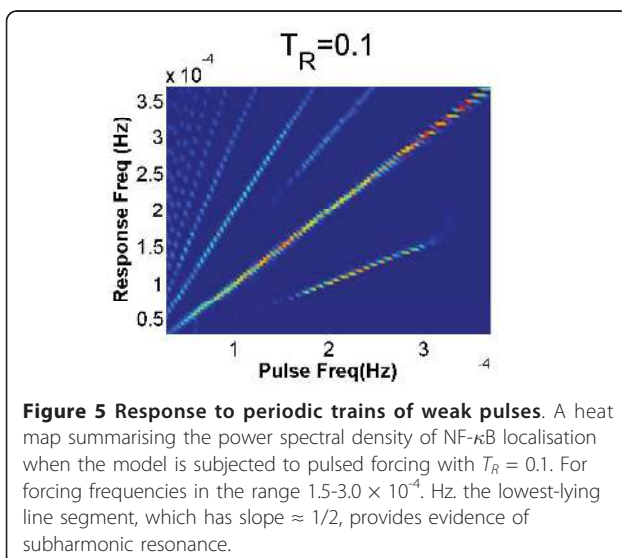 T_R=0.1
x 10^-4
3.5
3
2.5
2
1.5
1
0.5
Response Freq (Hz)
1 2 3
-4
Pulse Freq(Hz)
Figure 5 Response to periodic trains of weak pulses. A heat
map summarising the power spectral density of NF-κB localisation
when the model is subjected to pulsed forcing with T_R = 0.1. For
forcing frequencies in the range 1.5-3.0 × 10^-4. Hz. the lowest-lying
line segment, which has slope ≈ 1/2, provides evidence of
subharmonic resonance.